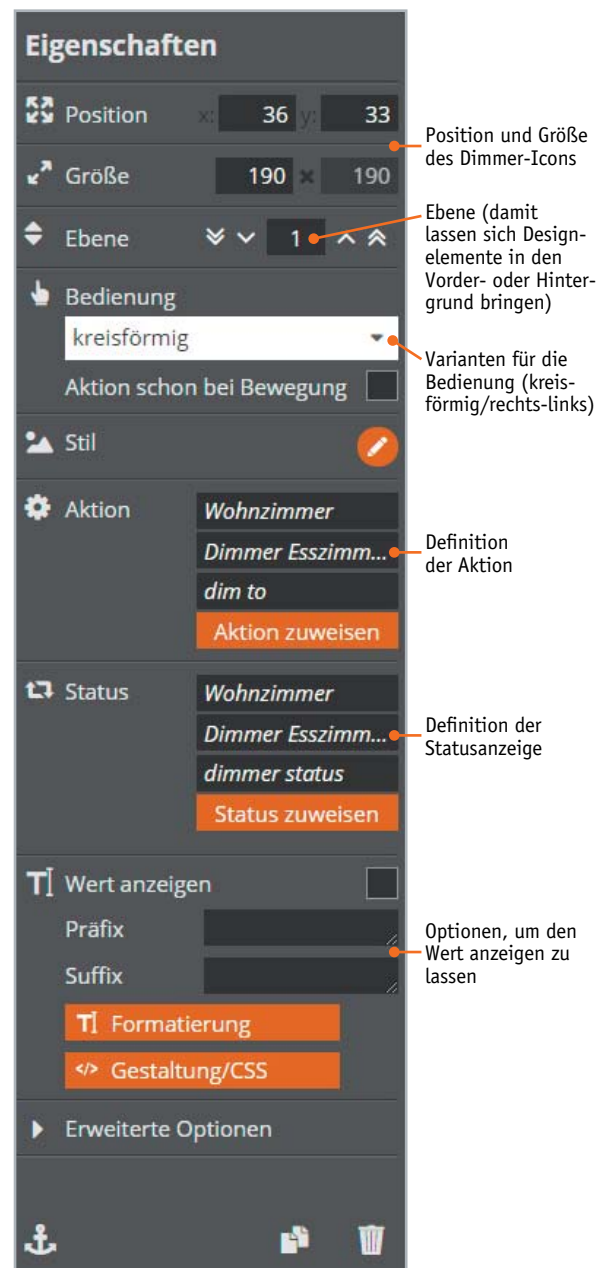 Eigenschaften
Position x: 36 y: 33
Größe 190 × 190
Ebene 1
Bedienung
kreisförmig
Aktion schon bei Bewegung
Stil
Aktion Wohnzimmer
Dimmer Esszimm...
dim to
Aktion zuweisen
Status Wohnzimmer
Dimmer Esszimm...
dimmer status
Status zuweisen
Wert anzeigen
Präfix
Suffix
Formatierung
Gestaltung/CSS
Erweiterte Optionen
Position und Größe
des Dimmer-Icons
Ebene (damit
lassen sich Design-
elemente in den
Vorder- oder Hinter-
grund bringen)
Varianten für die
Bedienung (kreis-
förmig/rechts-links)
Definition
der Aktion
Definition der
Statusanzeige
Optionen, um den
Wert anzeigen zu
lassen